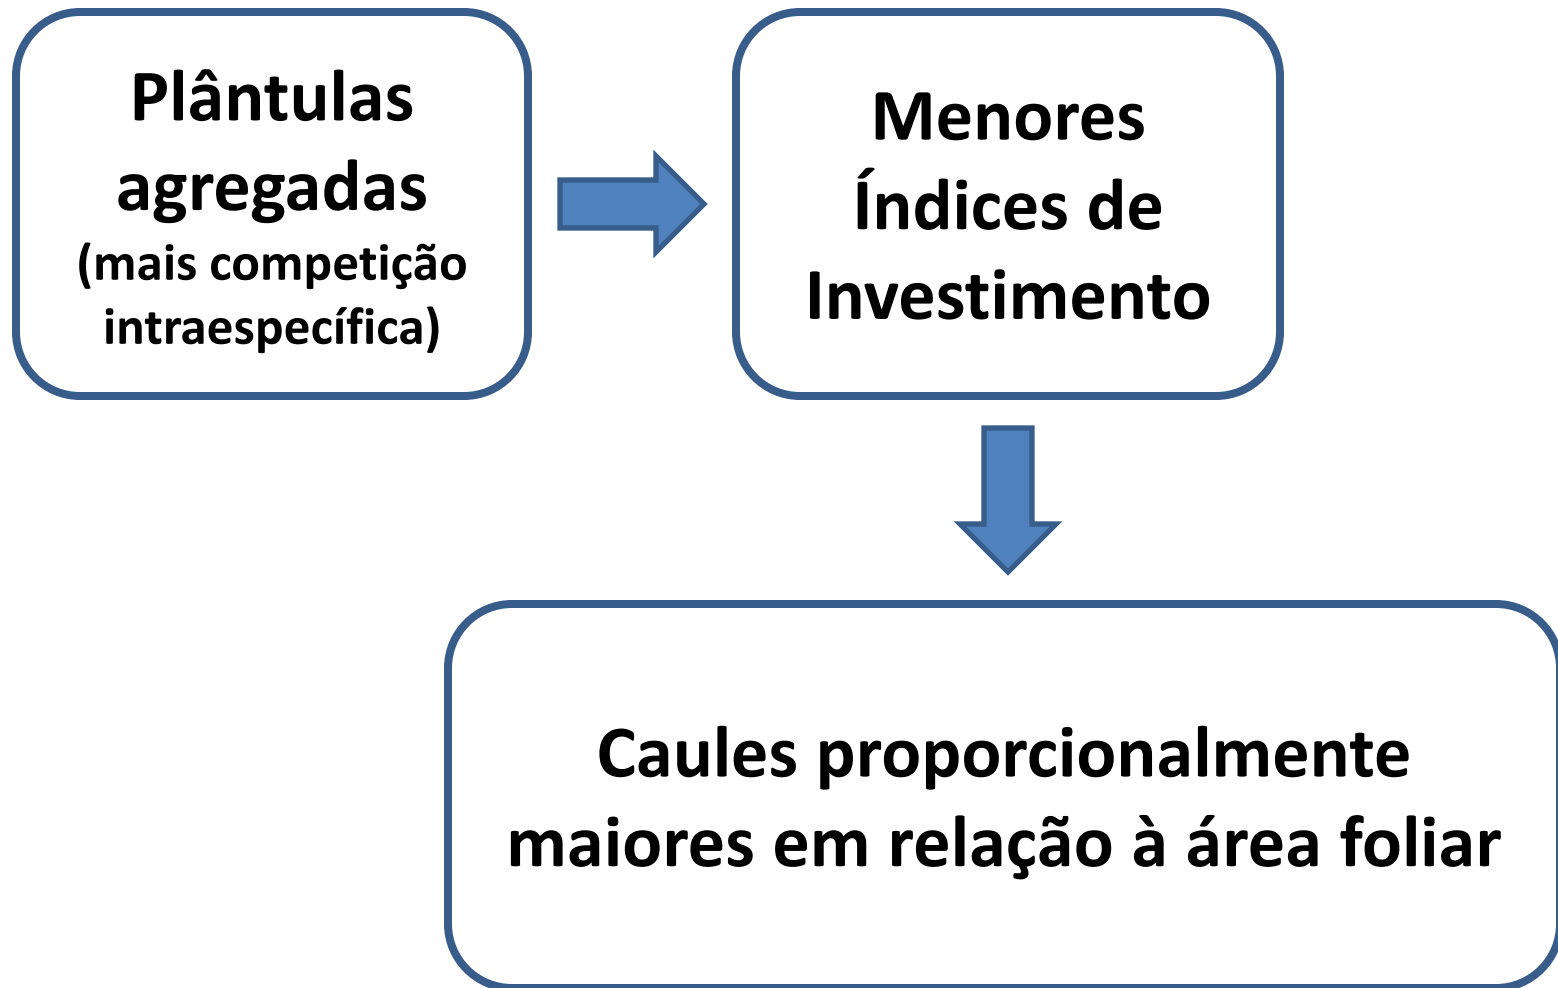 Plântulas
agregadas
(mais competição
intraespecífica)
Menores
Índices de
Investimento
Caules proporcionalmente
maiores em relação à área foliar